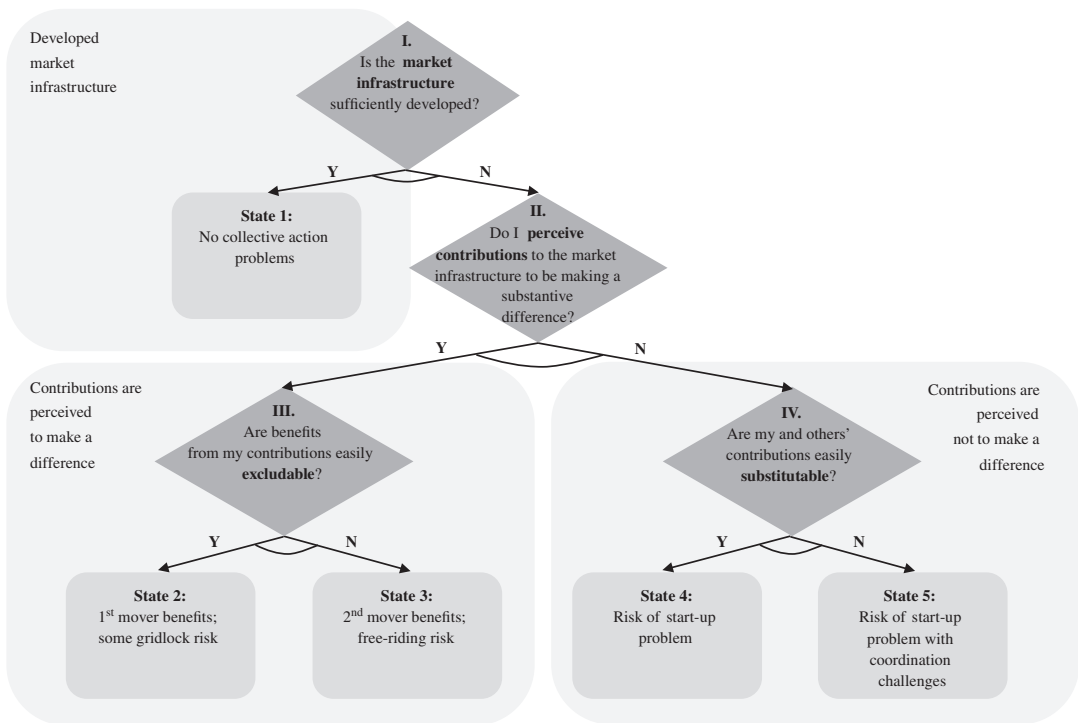 Developed
market
infrastructure
I.
Is the market
infrastructure
sufficiently developed?
Y
N
State 1:
No collective action
problems
II.
Do I perceive
contributions to the market
infrastructure to be making a
substantive
difference?
Y
N
Contributions are
perceived
to make a
difference
III.
Are benefits
from my contributions easily
excludable?
Y
N
State 2:
1st mover benefits;
some gridlock risk
State 3:
2nd mover benefits;
free-riding risk
Contributions are
perceived
not to make a
difference
IV.
Are my and others’
contributions easily
substitutable?
Y
N
State 4:
Risk of start-up
problem
State 5:
Risk of start-up
problem with
coordination
challenges